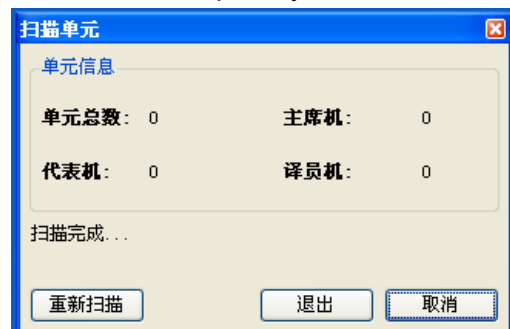 扫描单元
单元信息
单元总数: 0 主席机: 0
代表机: 0 译员机: 0
扫描完成...
重新扫描 退出 取消